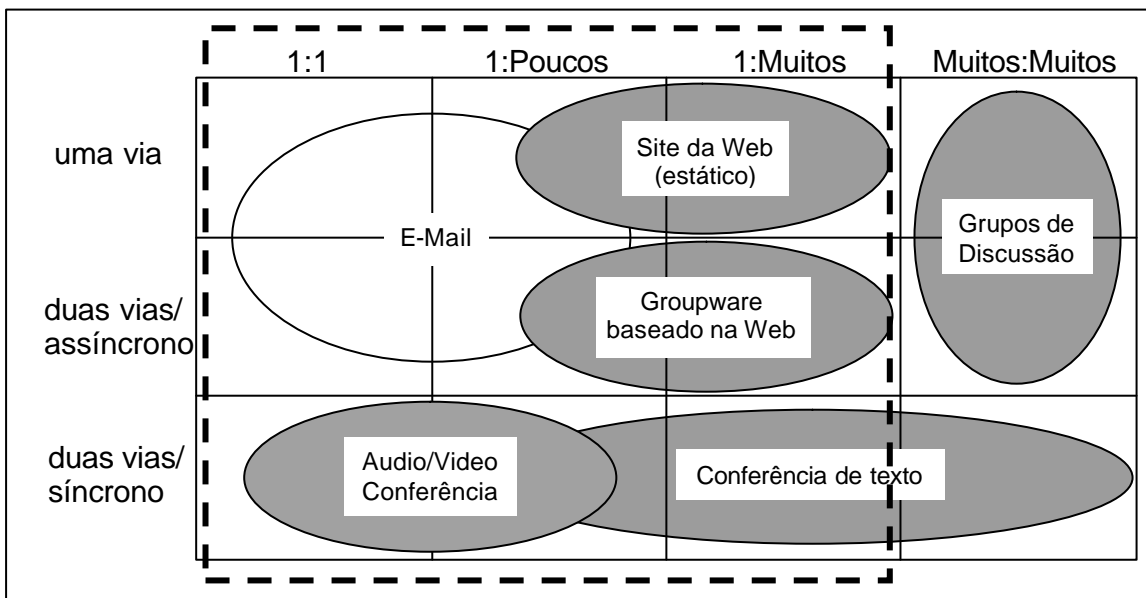 1:1 1:Poucos 1:Muitos Muitos:Muitos
uma via
Site da Web
(estático)
E-Mail
Grupos de
Discussão
duas vias/
assíncrono
Groupware
baseado na Web
duas vias/
síncrono
Audio/Video
Conferência
Conferência de texto